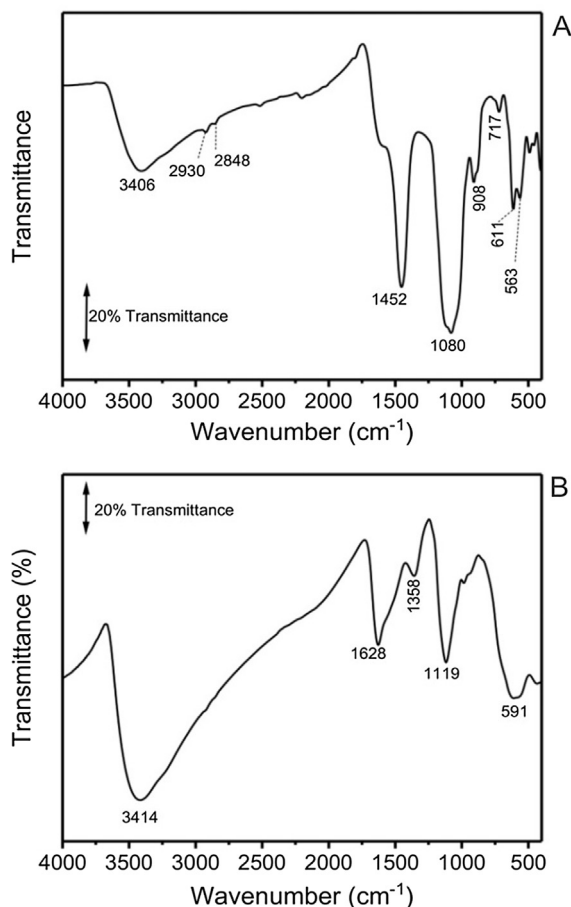 A
Transmittance
3406
2930
2848
1452
1080
908
717
611
563
20% Transmittance
4000 3500 3000 2500 2000 1500 1000 500
Wavenumber (cm⁻¹)
B
20% Transmittance
Transmittance (%)
3414
1628
1358
1119
591
4000 3500 3000 2500 2000 1500 1000 500
Wavenumber (cm⁻¹)